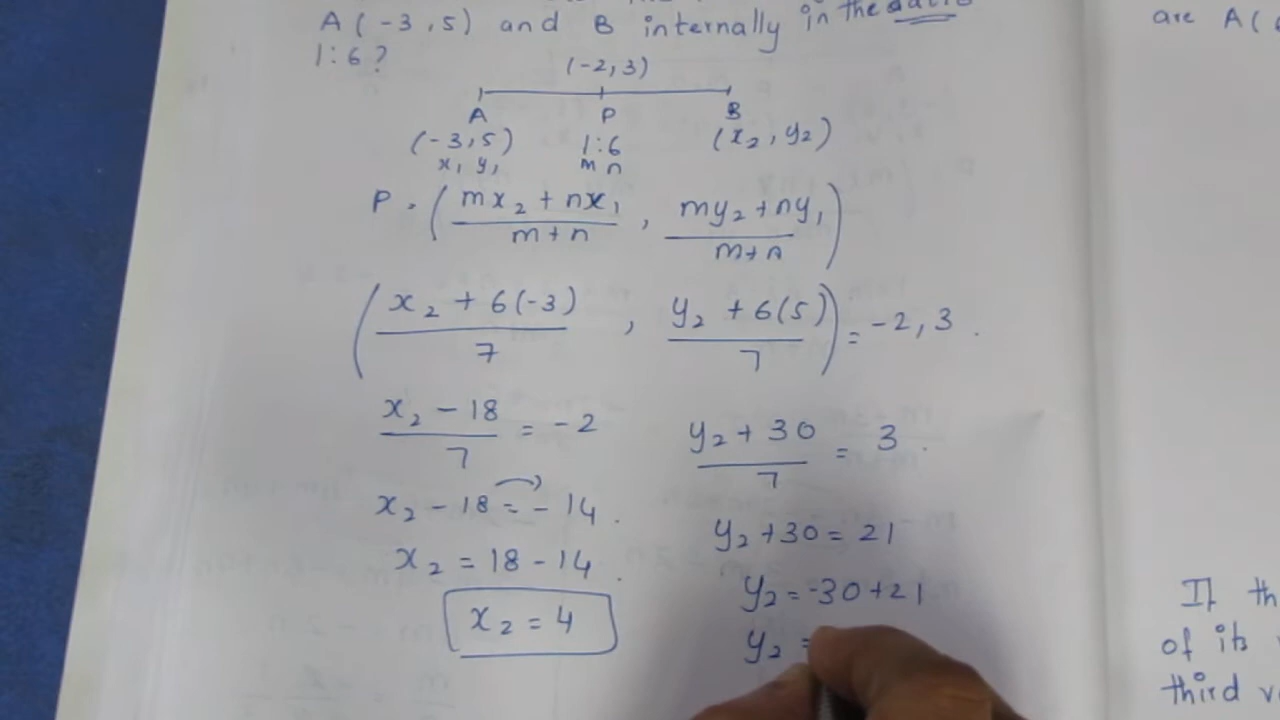 A(-3,5) and B internally in the ratio
1:6?
(-2,3)
A P B
(-3,5) 1:6 (x₂, y₂)
x₁ y₁ m n
P = (mx₂ + nx₁ / m+n , my₂ + ny₁ / m+n)
(x₂ + 6(-3) / 7 , y₂ + 6(5) / 7) = -2, 3.
x₂ - 18 / 7 = -2
x₂ - 18 = -14.
x₂ = 18 - 14.
x₂ = 4
y₂ + 30 / 7 = 3.
y₂ + 30 = 21
y₂ = -30 + 21
y₂ =
are A(
If th
of its
third v